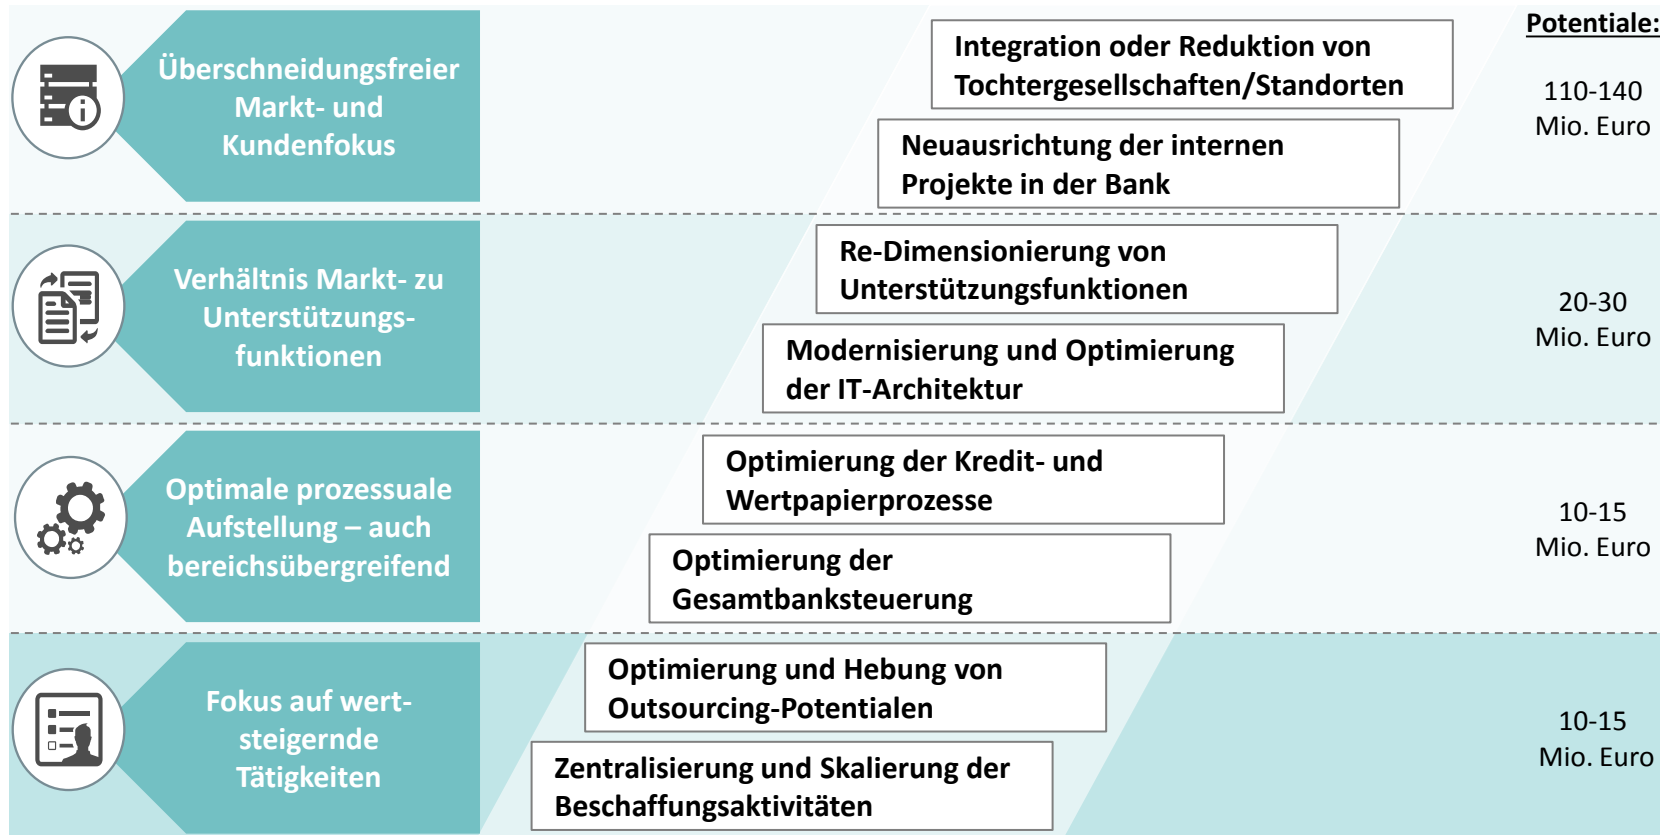 Potentiale:
Überschneidungsfreier
Markt- und
Kundenfokus
Integration oder Reduktion von
Tochtergesellschaften/Standorten
Neuausrichtung der internen
Projekte in der Bank
110-140
Mio. Euro
Verhältnis Markt- zu
Unterstützungs-
funktionen
Re-Dimensionierung von
Unterstützungsfunktionen
Modernisierung und Optimierung
der IT-Architektur
20-30
Mio. Euro
Optimale prozessuale
Aufstellung – auch
bereichsübergreifend
Optimierung der Kredit- und
Wertpapierprozesse
Optimierung der
Gesamtbanksteuerung
10-15
Mio. Euro
Fokus auf wert-
steigernde
Tätigkeiten
Optimierung und Hebung von
Outsourcing-Potentialen
Zentralisierung und Skalierung der
Beschaffungsaktivitäten
10-15
Mio. Euro